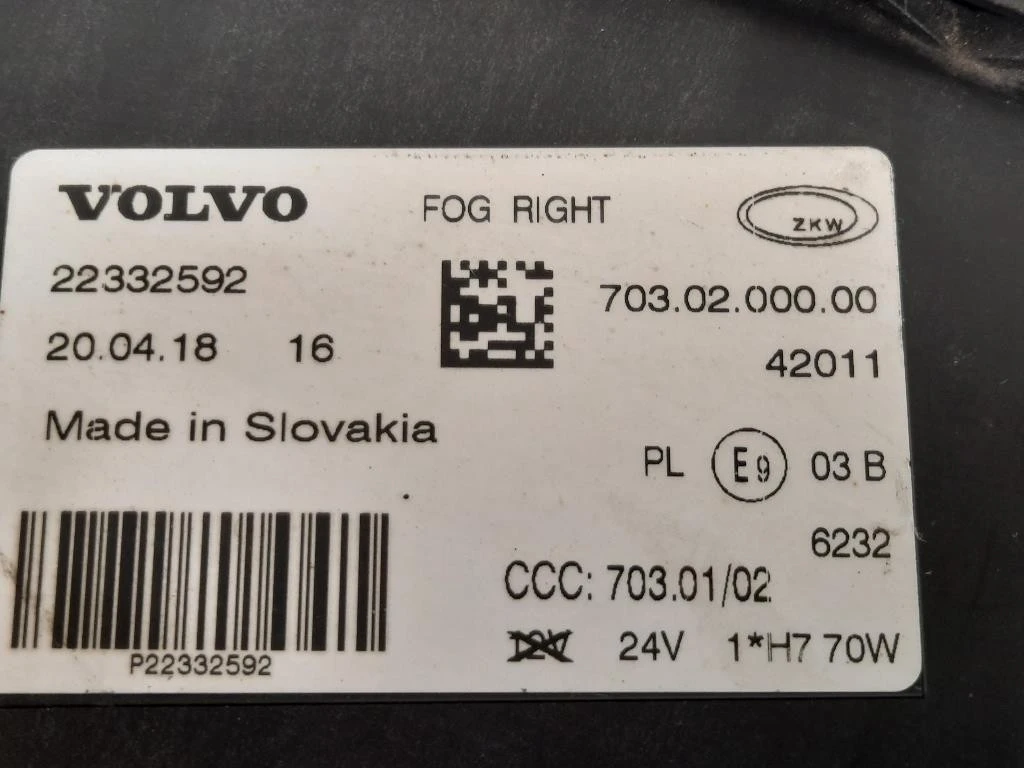 VOLVO FOG RIGHT ZKW
22332592 703.02.000.00
20.04.18 16 42011
Made in Slovakia
PL E9 03 B
6232
CCC: 703.01/02
12V 24V 1*H7 70W
P22332592